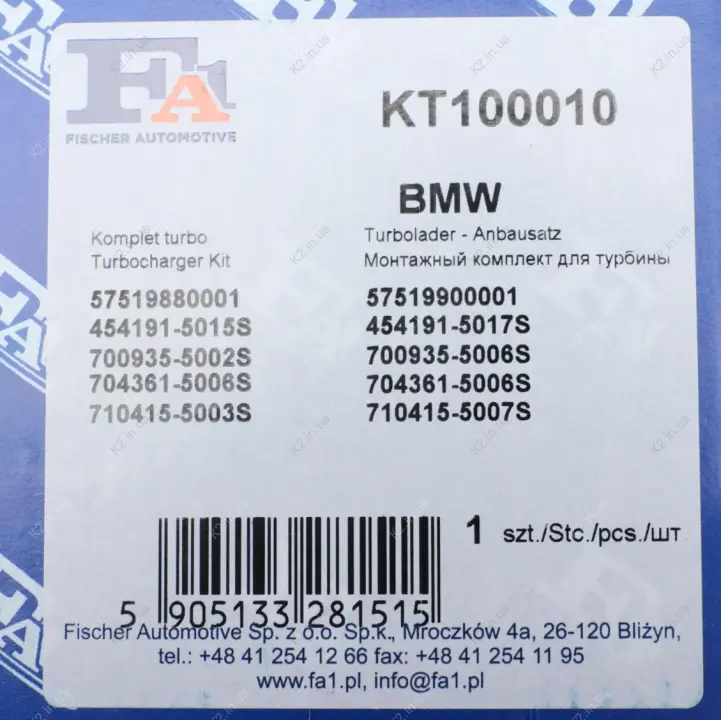 FA1
FISCHER AUTOMOTIVE
KT100010
BMW
Komplet turbo
Turbocharger Kit
Turbolader - Anbausatz
Монтажный комплект для турбины
57519880001
454191-5015S
700935-5002S
704361-5006S
710415-5003S
57519900001
454191-5017S
700935-5006S
704361-5006S
710415-5007S
1 szt./Stc./pcs./шт
5 905133 281515
Fischer Automotive Sp. z o.o. Sp.k., Mroczków 4a, 26-120 Bliżyn,
tel.: +48 41 254 12 66 fax: +48 41 254 11 95
www.fa1.pl, info@fa1.pl
K2.in.ua